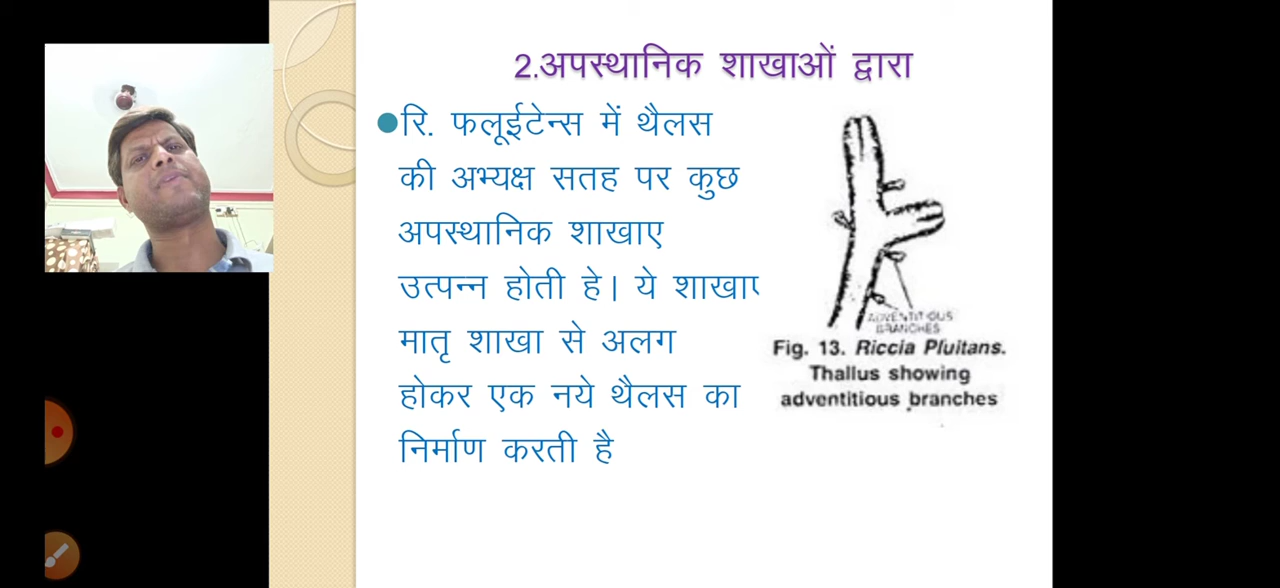 2.अपस्थानिक शाखाओं द्वारा
रि. फलूईटेन्स में थैलस
की अभ्यक्ष सतह पर कुछ
अपस्थानिक शाखाए
उत्पन्न होती हे। ये शाखाए
मातृ शाखा से अलग
होकर एक नये थैलस का
निर्माण करती है
ADVENTITIOUS
BRANCHES
Fig. 13. Riccia Pluitans.
Thallus showing
adventitious branches